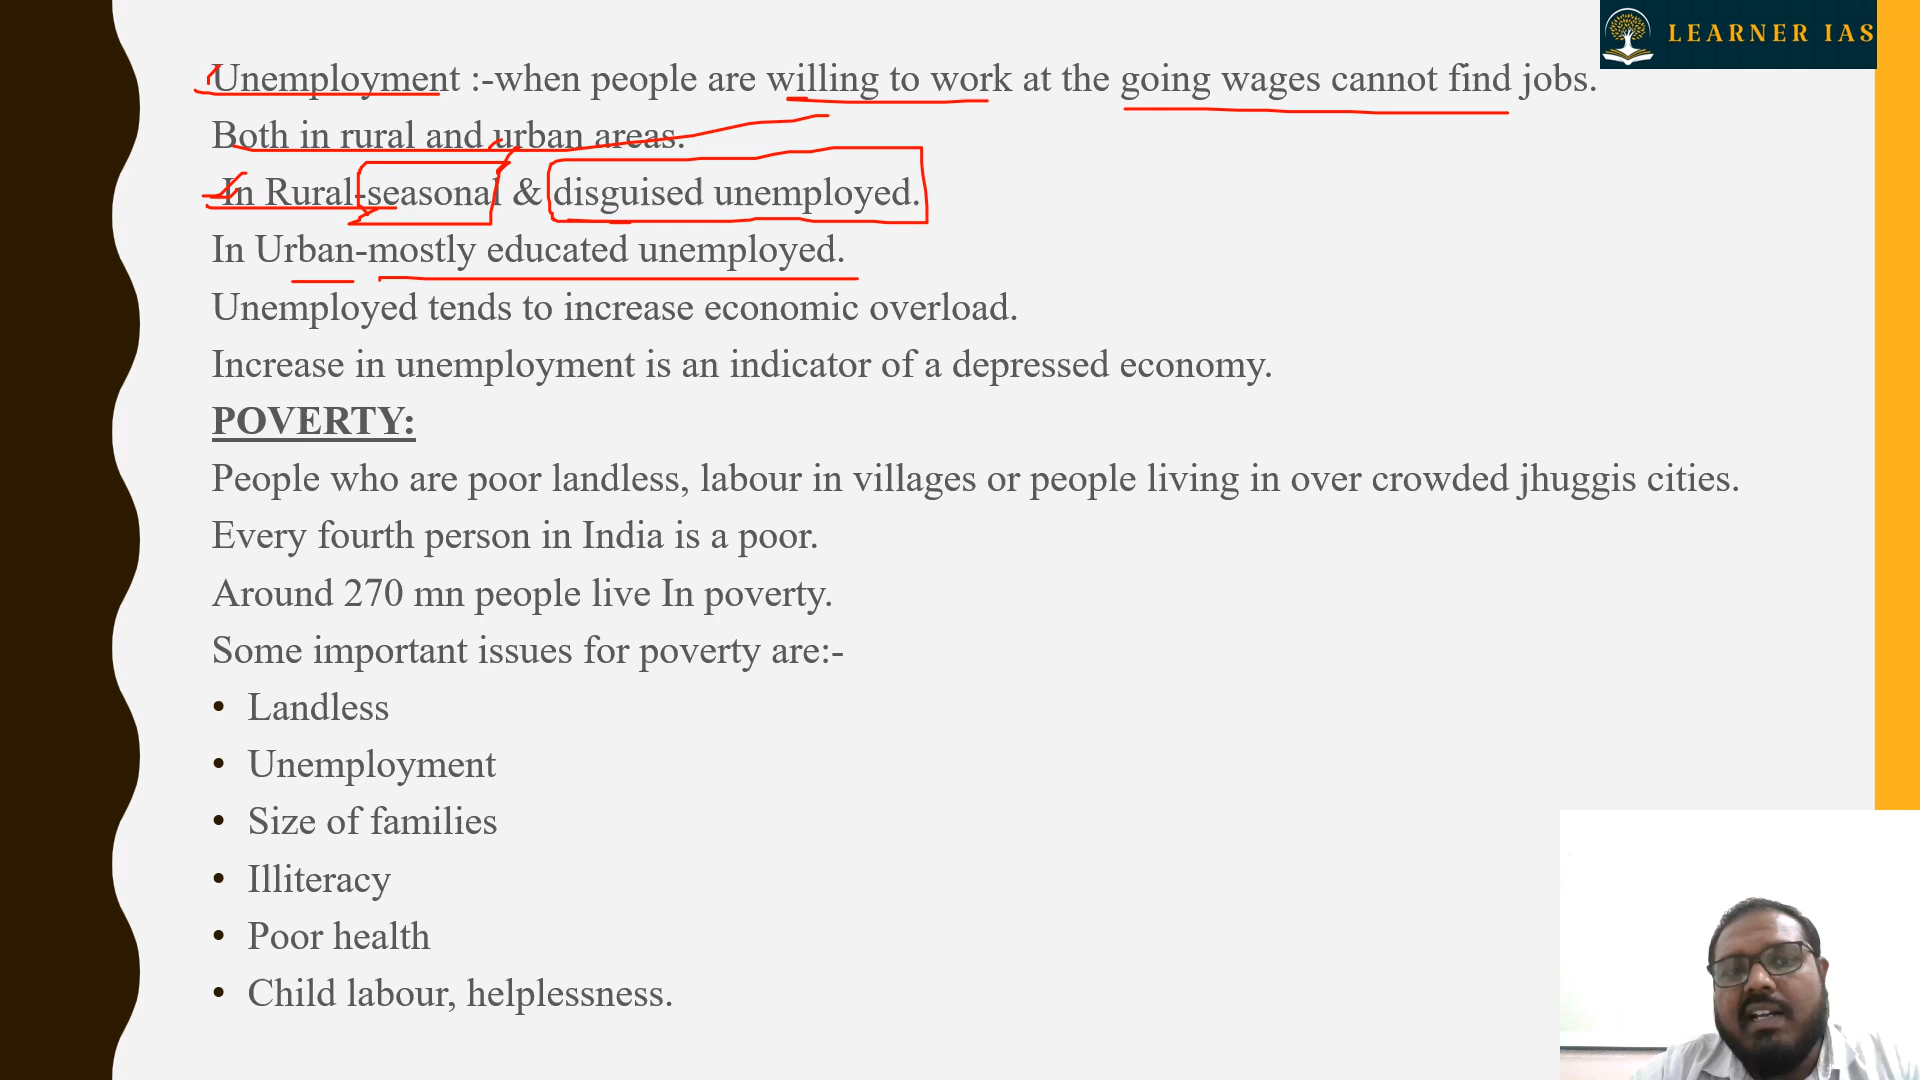 LEARNER IAS
Unemployment :-when people are willing to work at the going wages cannot find jobs.
Both in rural and urban areas.
In Rural-seasonal & disguised unemployed.
In Urban-mostly educated unemployed.
Unemployed tends to increase economic overload.
Increase in unemployment is an indicator of a depressed economy.
POVERTY:
People who are poor landless, labour in villages or people living in over crowded jhuggis cities.
Every fourth person in India is a poor.
Around 270 mn people live In poverty.
Some important issues for poverty are:-
• Landless
• Unemployment
• Size of families
• Illiteracy
• Poor health
• Child labour, helplessness.